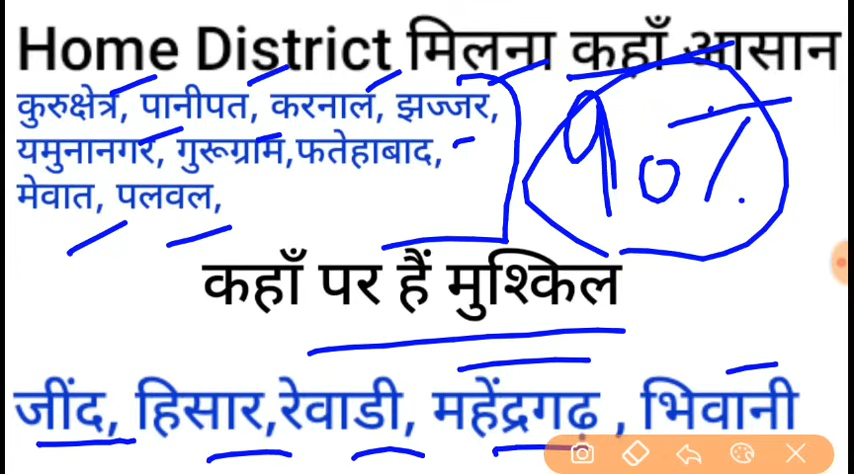 Home District मिलना कहाँ आसान
कुरुक्षेत्र, पानीपत, करनाल, झज्जर,
यमुनानगर, गुरूग्राम,फतेहाबाद,
मेवात, पलवल,
90%
कहाँ पर हैं मुश्किल
जींद, हिसार,रेवाडी, महेंद्रगढ़ , भिवानी